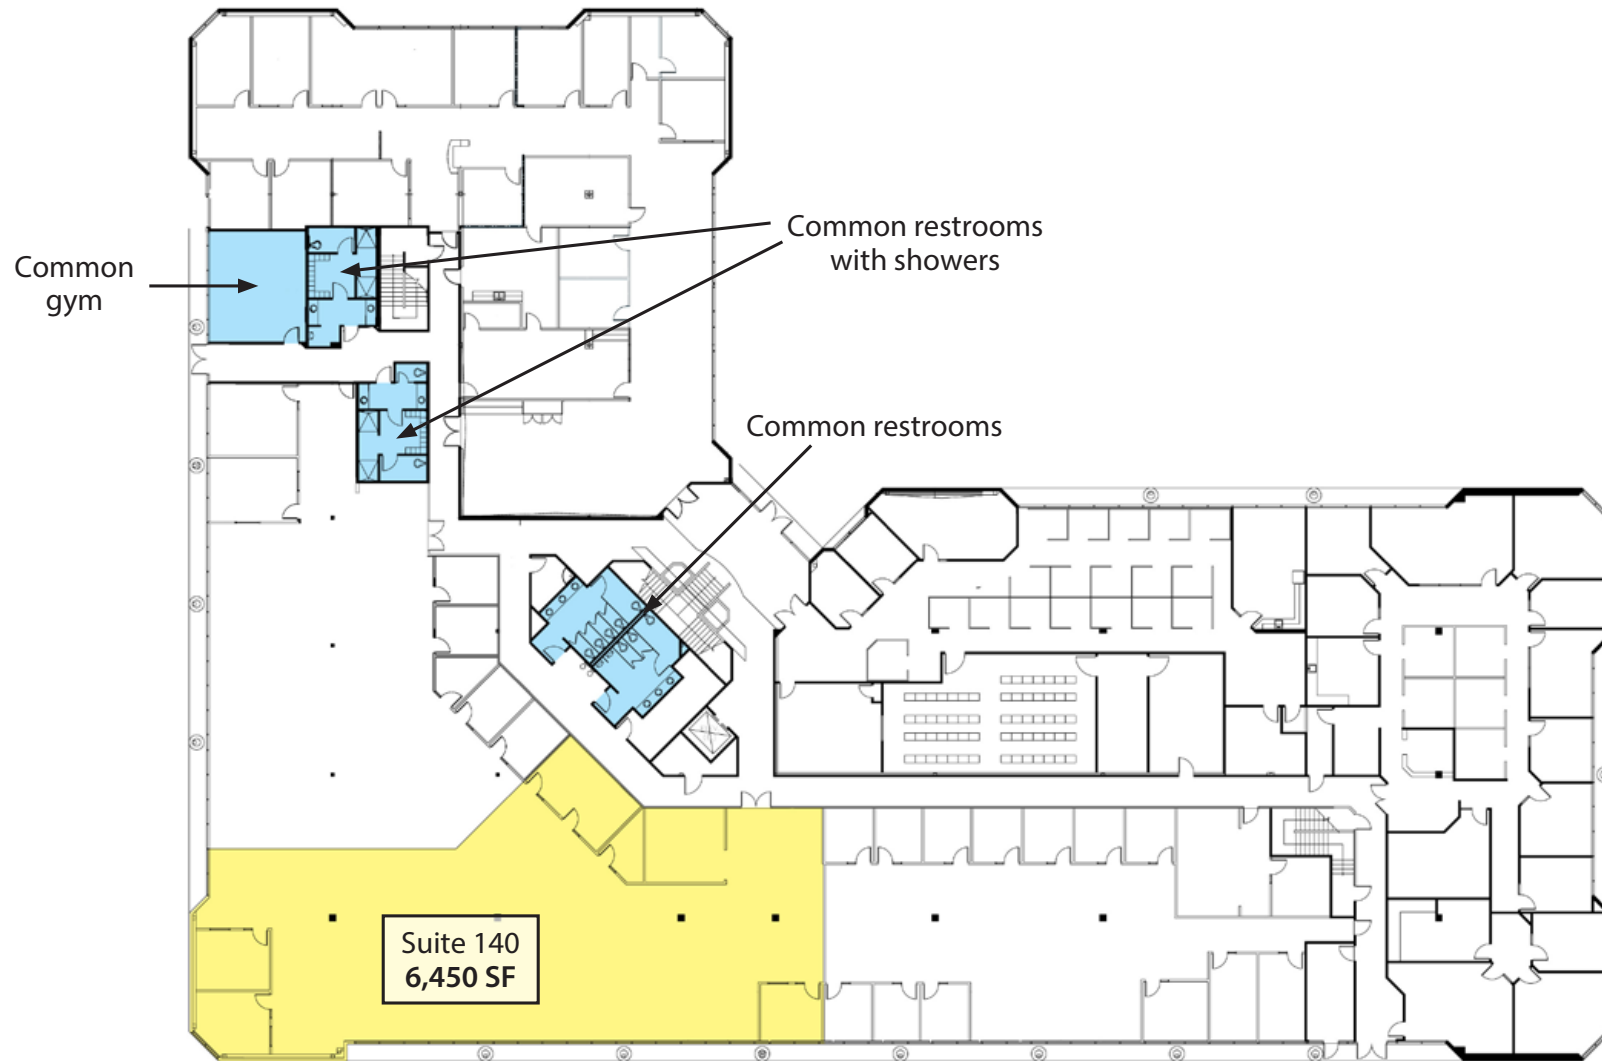 Common restrooms
with showers
Common
gym
Common restrooms
Suite 140
6,450 SF